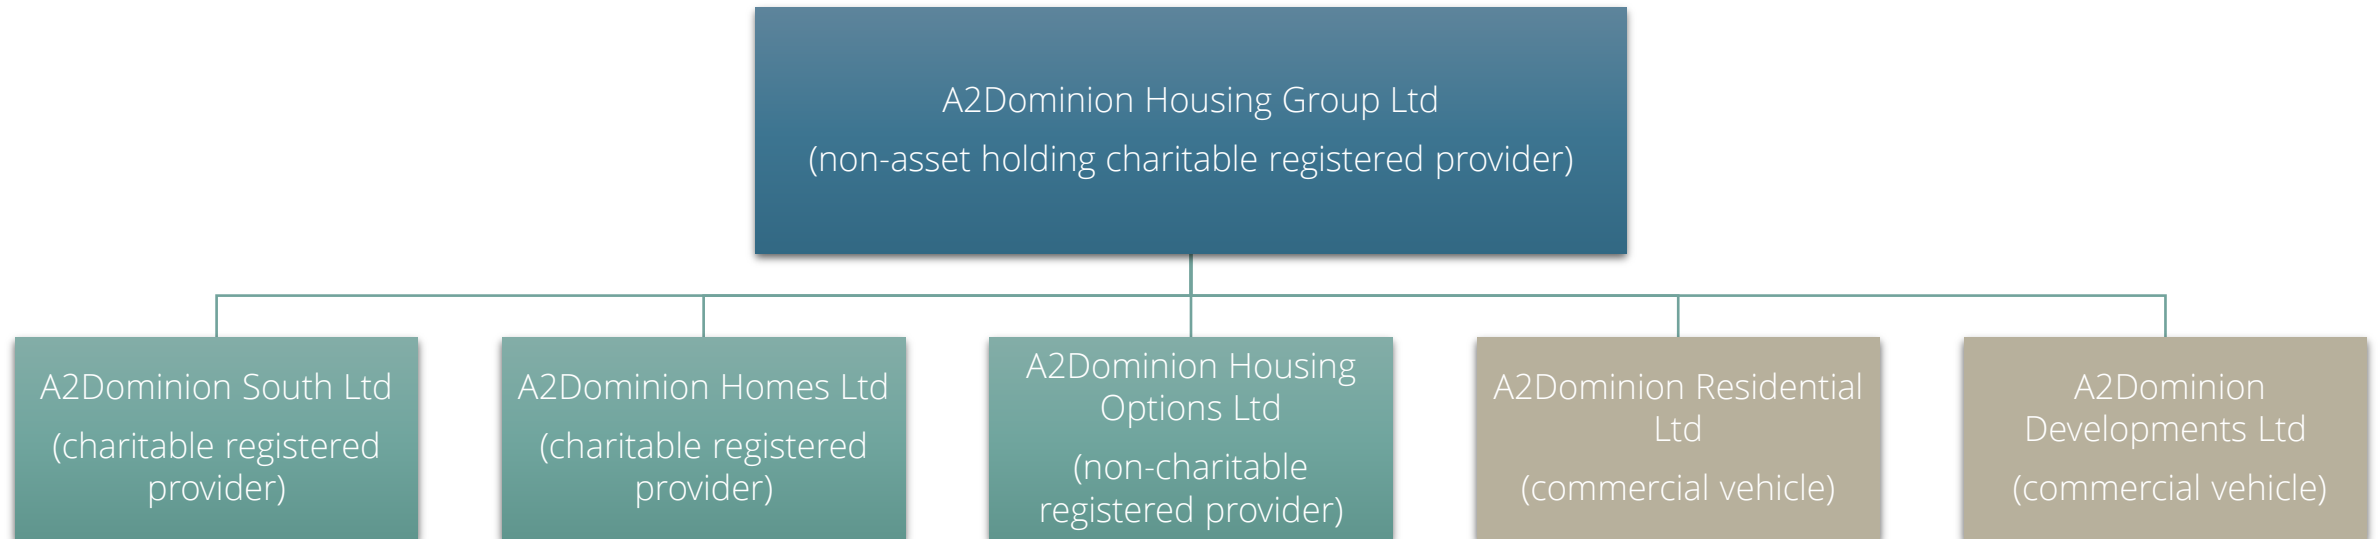 A2Dominion Housing Group Ltd
(non-asset holding charitable registered provider)
A2Dominion South Ltd
(charitable registered
provider)
A2Dominion Homes Ltd
(charitable registered
provider)
A2Dominion Housing
Options Ltd
(non-charitable
registered provider)
A2Dominion Residential
Ltd
(commercial vehicle)
A2Dominion
Developments Ltd
(commercial vehicle)